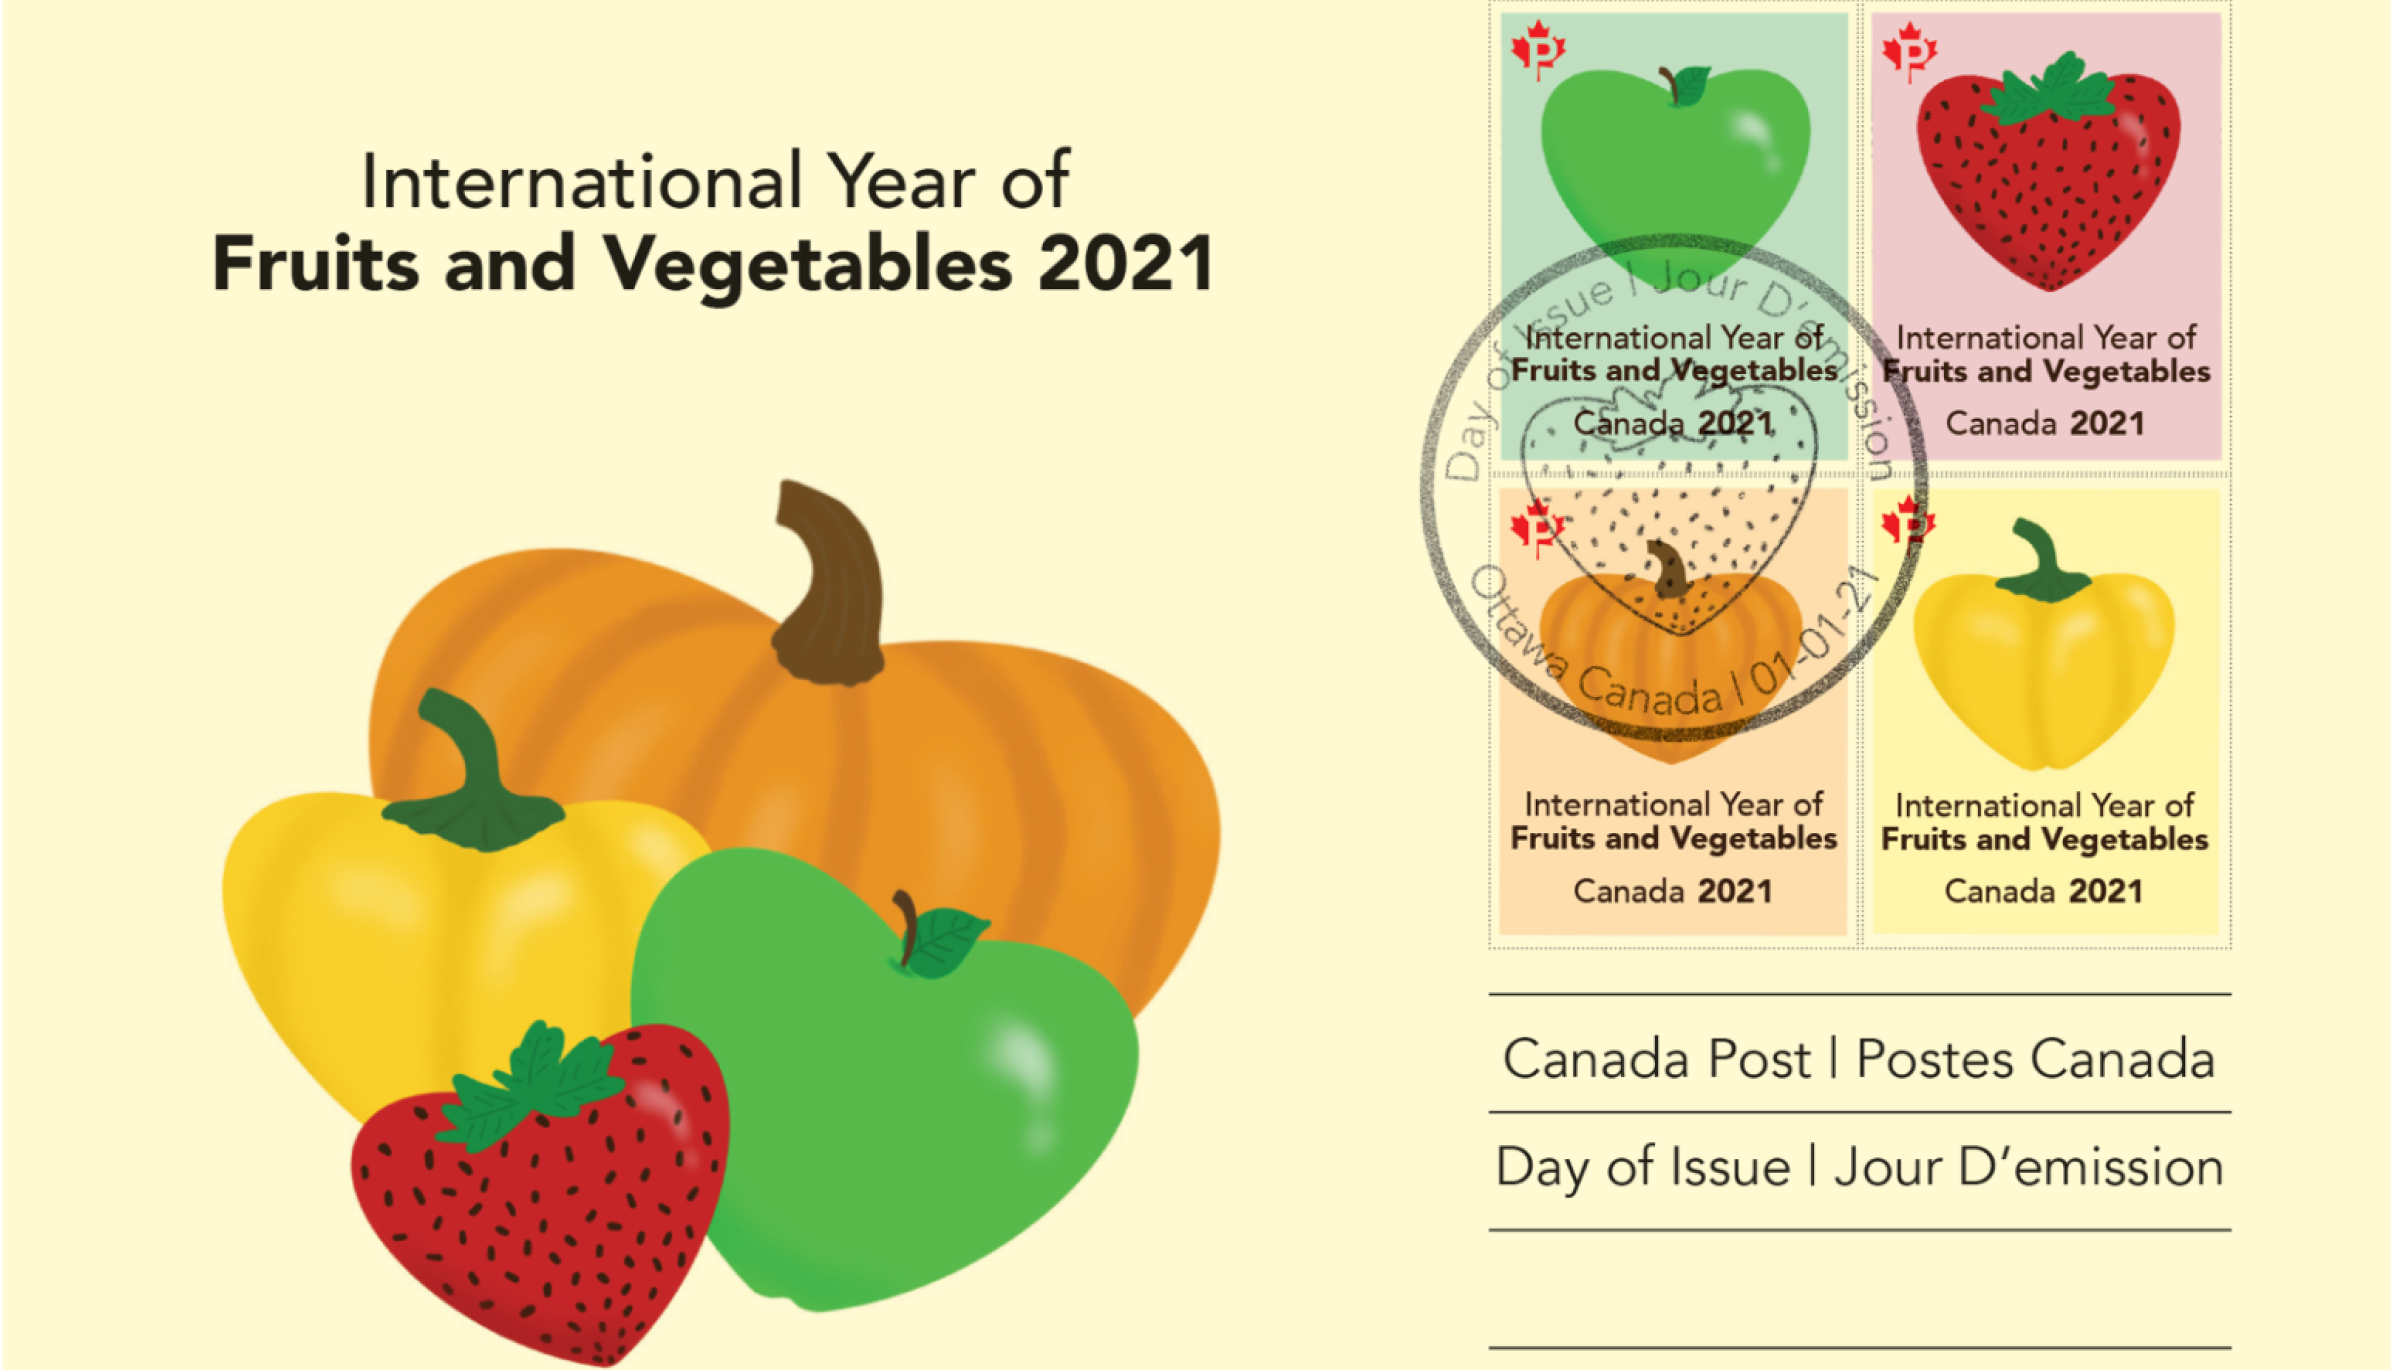 International Year of
Fruits and Vegetables 2021
P
International Year of
Fruits and Vegetables
Canada 2021
P
International Year of
Fruits and Vegetables
Canada 2021
P
International Year of
Fruits and Vegetables
Canada 2021
P
International Year of
Fruits and Vegetables
Canada 2021
Day of Issue | Jour D'emission
Ottawa Canada | 01-01-21
Canada Post | Postes Canada
Day of Issue | Jour D'emission